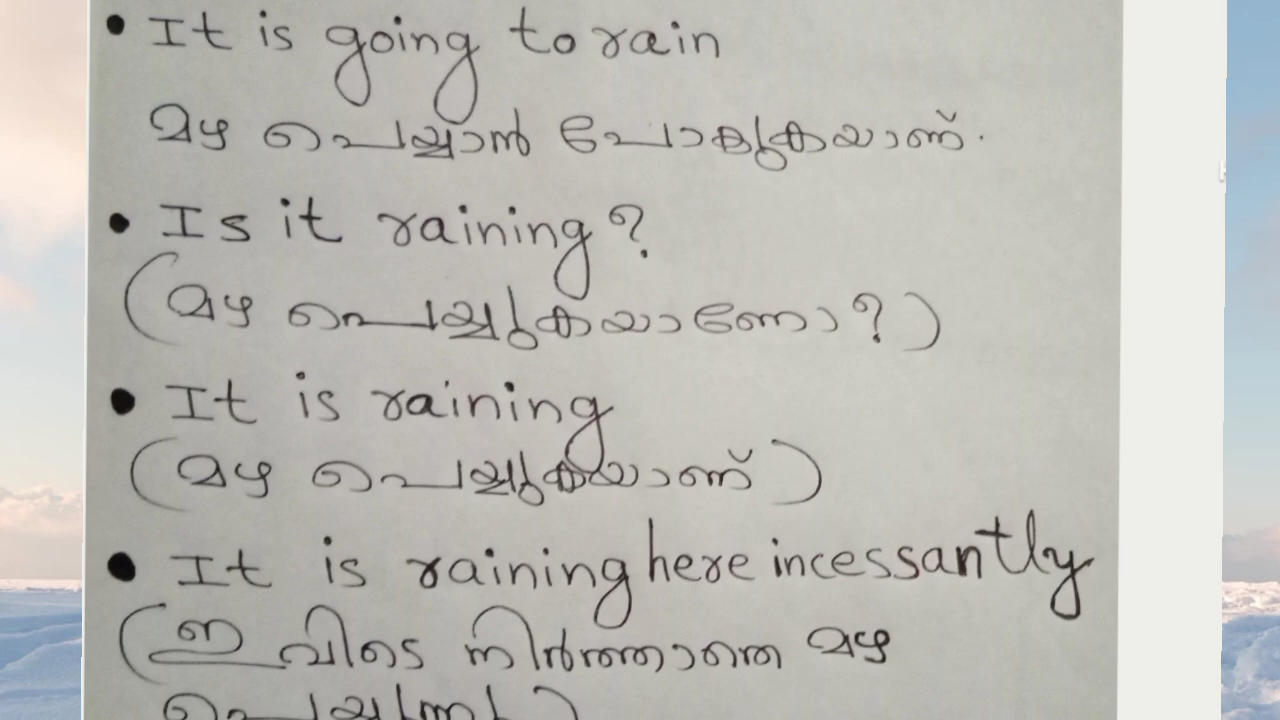 • It is going to rain
മഴ പെയ്യാൻ പോകുകയാണ്.
• Is it raining?
(മഴ പെയ്യുകയാണോ?)
• It is raining
(മഴ പെയ്യുകയാണ്)
• It is raining here incessantly
(ഇവിടെ നിർത്താതെ മഴ
പെയ്യുന്നു)